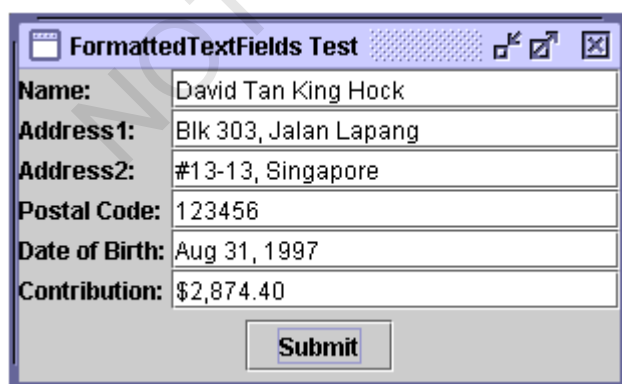 FormattedTextFields Test
Name: David Tan King Hock
Address1: Blk 303, Jalan Lapang
Address2: #13-13, Singapore
Postal Code: 123456
Date of Birth: Aug 31, 1997
Contribution: $2,874.40
Submit